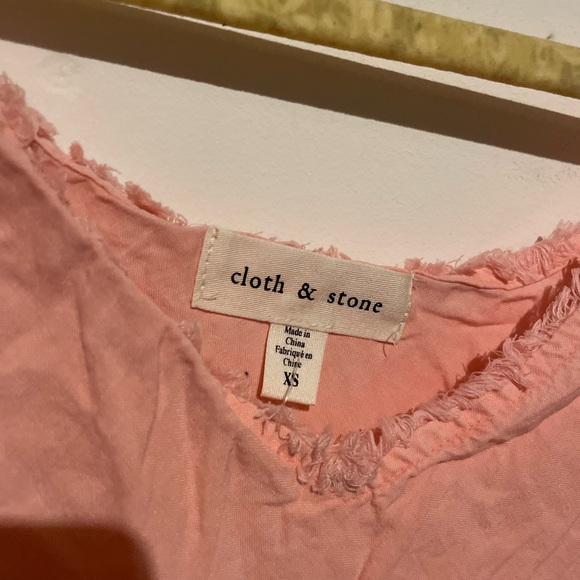 cloth & stone
Made in
China
Fabriqué en
Chine
XS